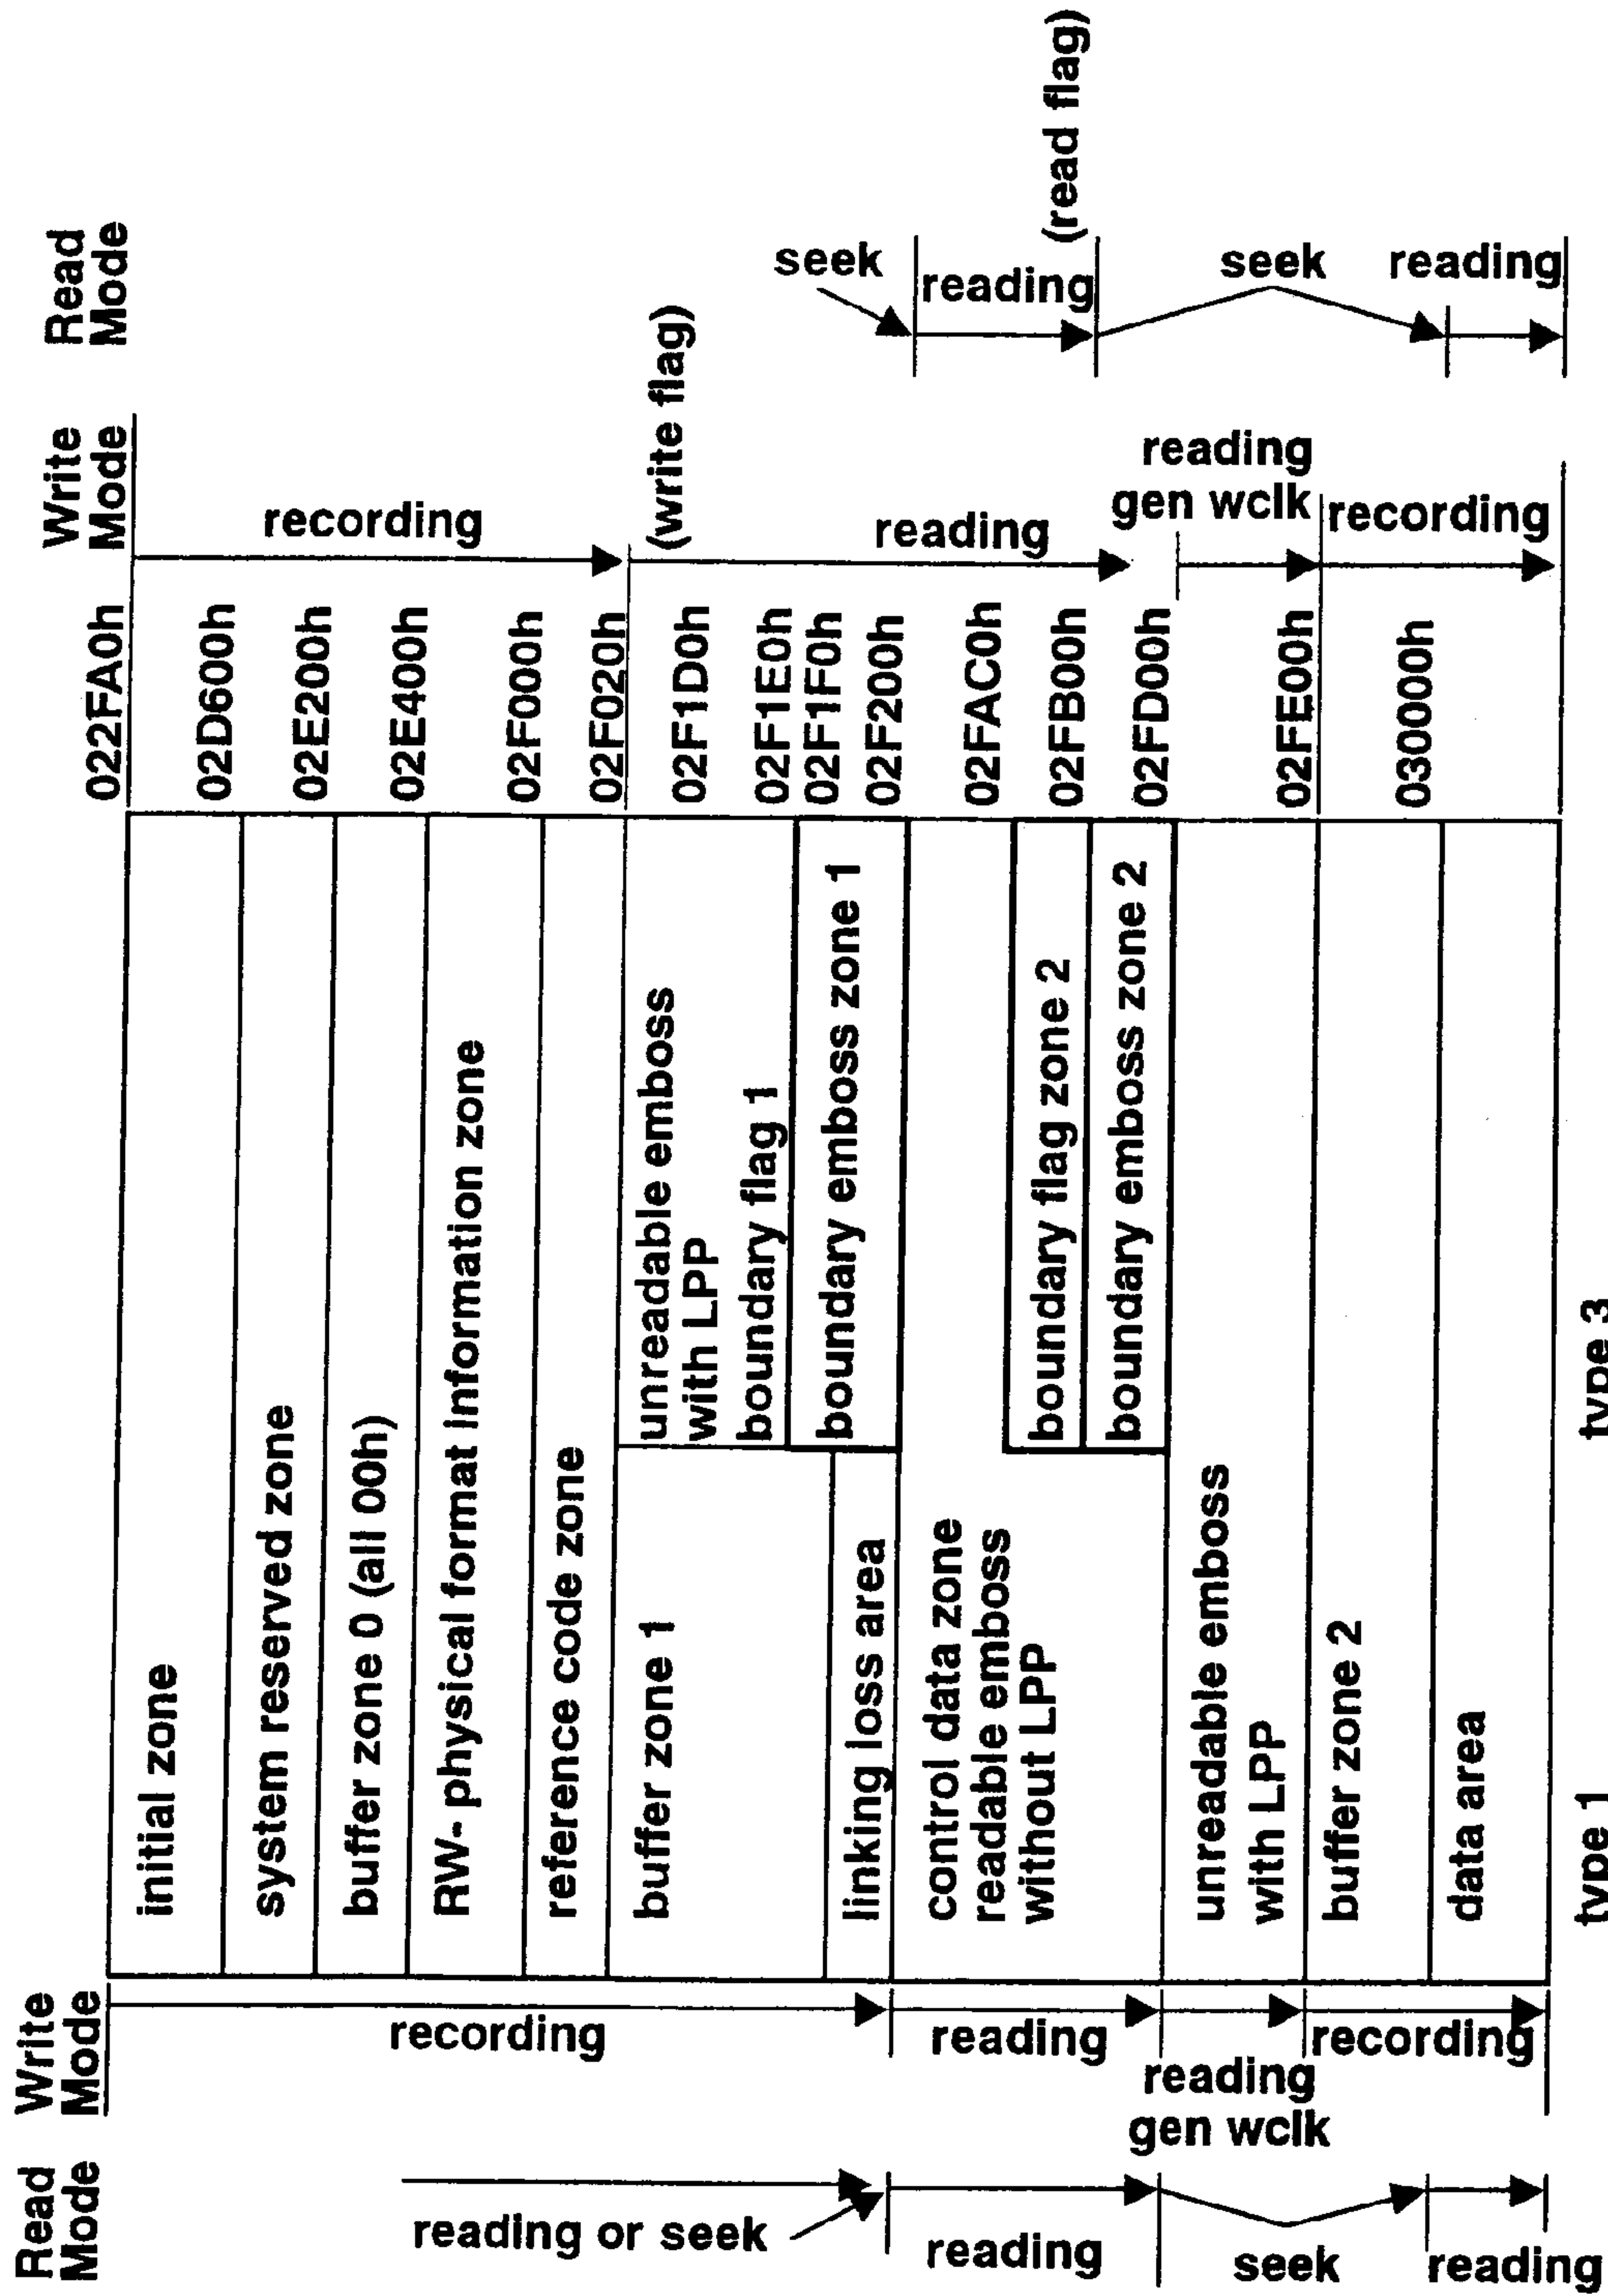 Read
Mode
Write
Mode
022FA0h
02D600h
02E200h
02E400h
02F000h
02F020h
02F1D0h
02F1E0h
02F1F0h
02F200h
02FAC0h
02FB00h
02FD00h
02FE00h
030000h
recording
(write flag)
reading
reading
gen wclk
recording
seek
reading
(read flag)
seek
reading
initial zone
system reserved zone
buffer zone 0 (all 00h)
RW- physical format information zone
reference code zone
buffer zone 1
unreadable emboss
with LPP
boundary flag 1
boundary emboss zone 1
linking loss area
control data zone
readable emboss
without LPP
boundary flag zone 2
boundary emboss zone 2
unreadable emboss
with LPP
buffer zone 2
data area
type 1
type 3
Write
Mode
recording
reading
reading
gen wclk
recording
Read
Mode
reading or seek
reading
seek
reading